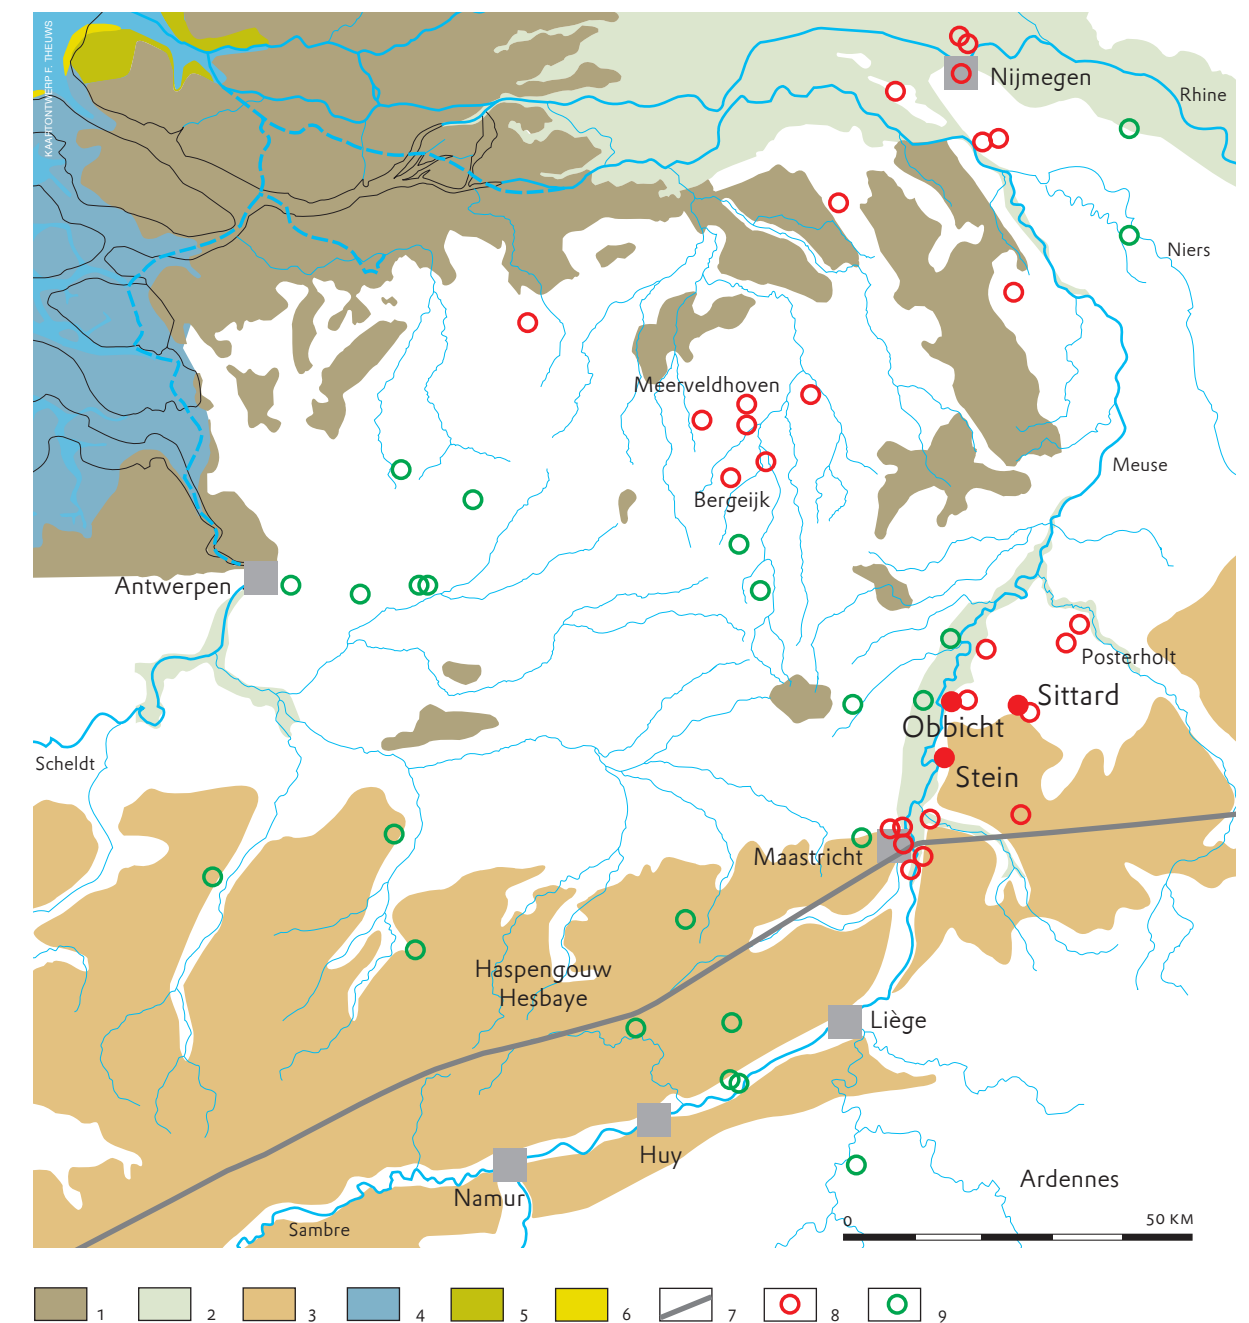 KAARTONTWERP F. THEUWS
Nijmegen
Rhine
Niers
Meerveldhoven
Meuse
Bergeijk
Antwerpen
Posterholt
Sittard
Obbicht
Scheldt
Stein
Maastricht
Haspengouw
Hesbaye
Liège
Huy
Ardennes
Namur
Sambre
0 50 KM
1 2 3 4 5 6 7 8 9